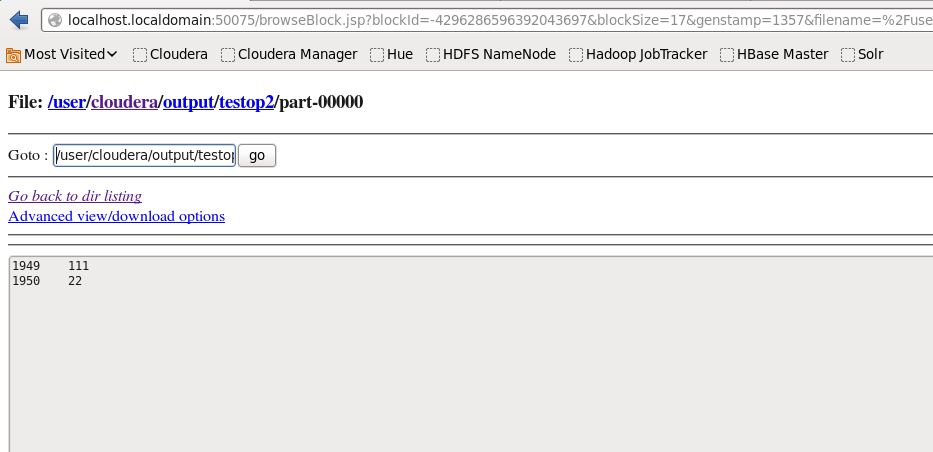 localhost.localdomain:50075/browseBlock.jsp?blockId=-4296286596392043697&blockSize=17&genstamp=1357&filename=%2Fuse
Most Visited Cloudera Cloudera Manager Hue HDFS NameNode Hadoop JobTracker HBase Master Solr
File: /user/cloudera/output/testop2/part-00000
Goto : /user/cloudera/output/testop go
Go back to dir listing
Advanced view/download options
1949 111
1950 22